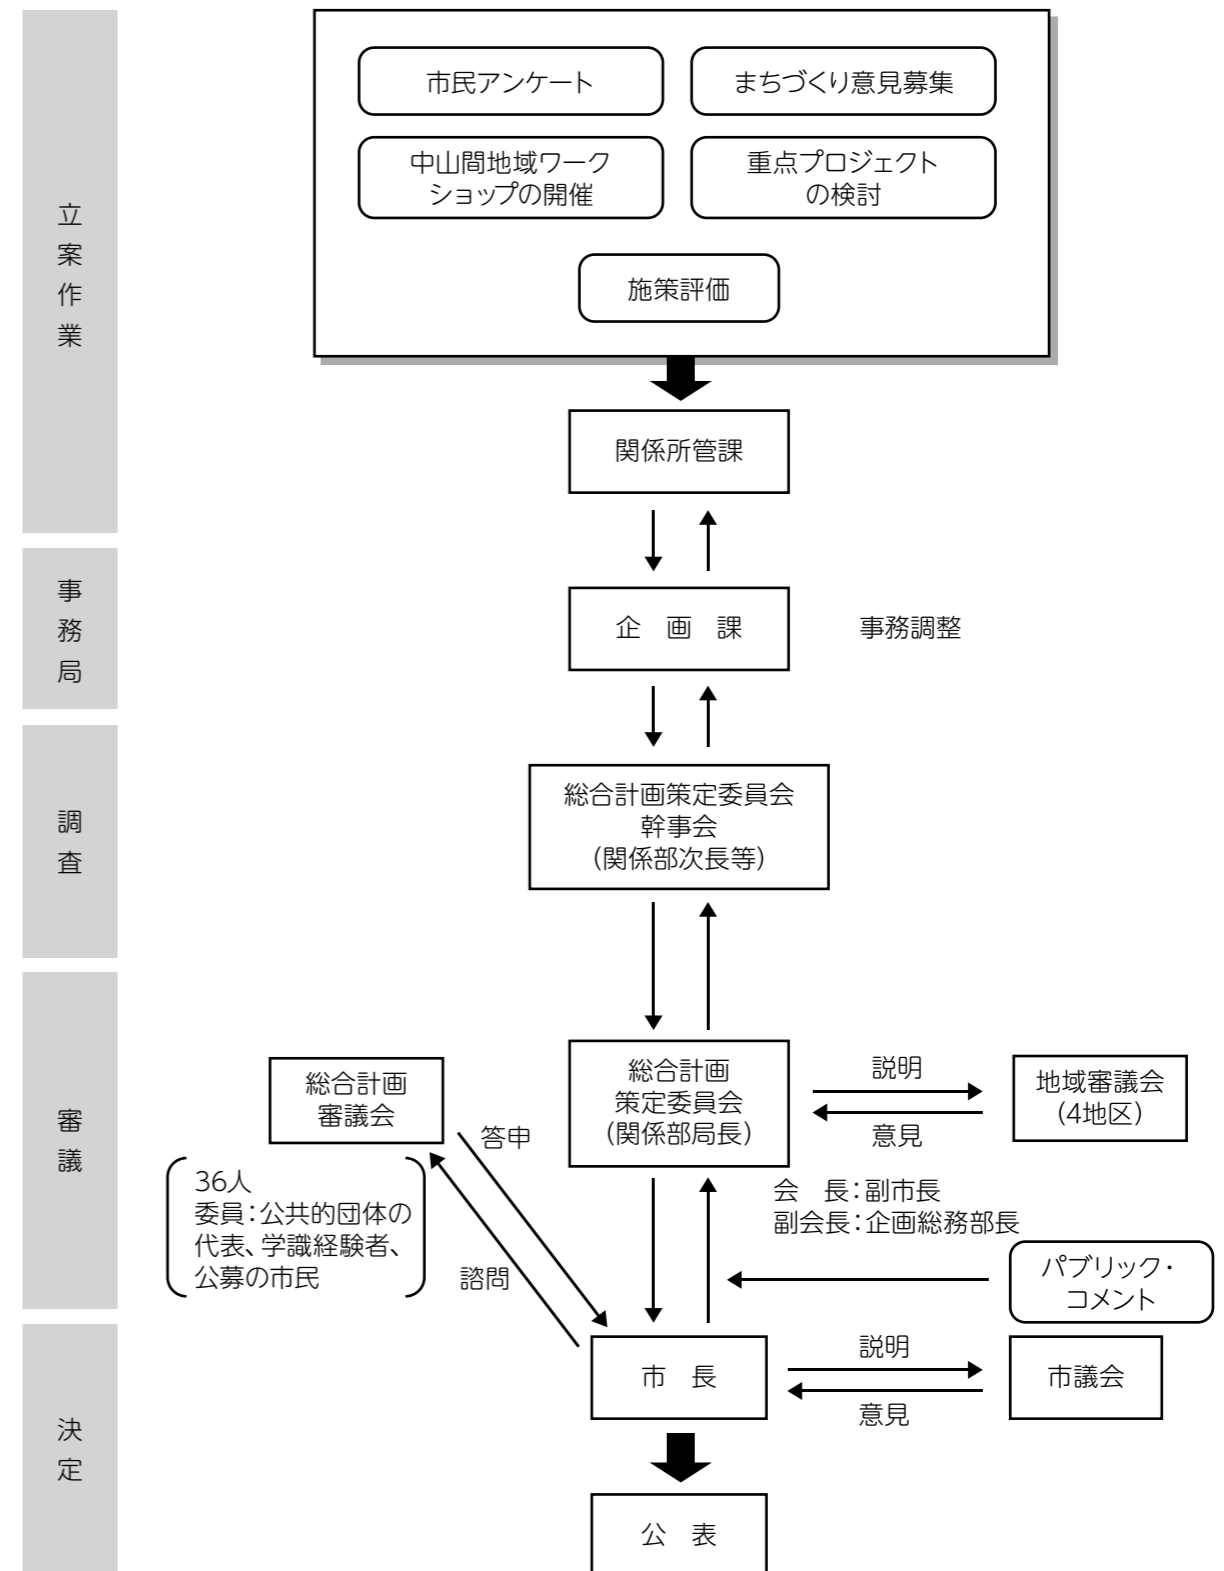 立案作業
市民アンケート
まちづくり意見募集
中山間地域ワーク
ショップの開催
重点プロジェクト
の検討
施策評価
関係所管課
事務局
企　画　課
事務調整
調査
総合計画策定委員会
幹事会
（関係部次長等）
審議
総合計画
審議会
36人
委員：公共的団体の
代表、学識経験者、
公募の市民
答申
諮問
総合計画
策定委員会
（関係部局長）
説明
意見
地域審議会
（4地区）
会　長：副市長
副会長：企画総務部長
パブリック・
コメント
決定
市　長
説明
意見
市議会
公　表